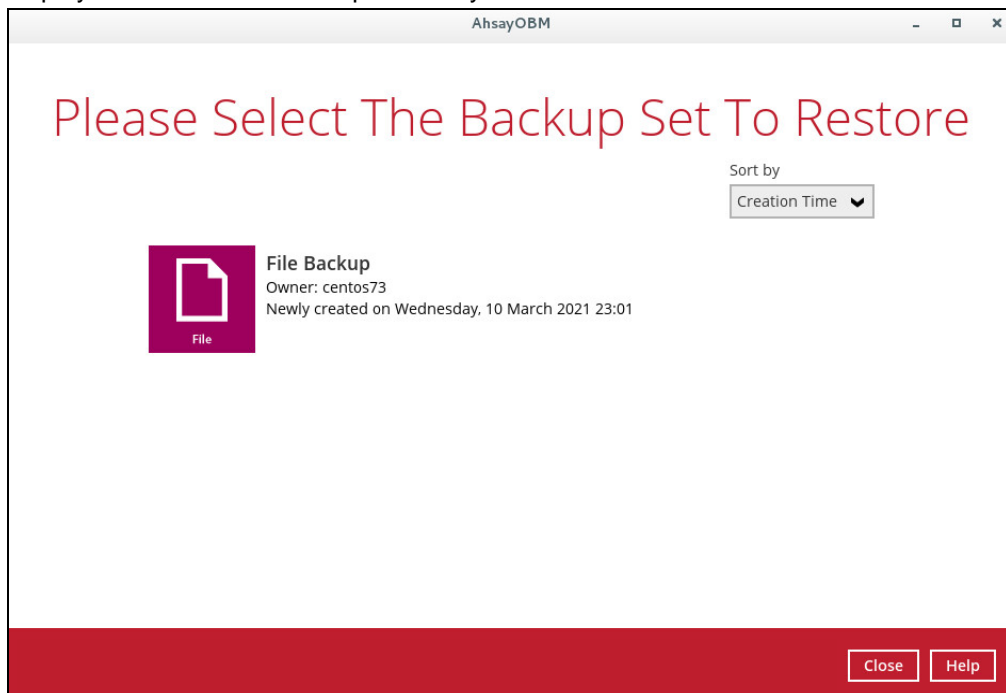 AhsayOBM
Please Select The Backup Set To Restore
Sort by
Creation Time
File Backup
Owner: centos73
Newly created on Wednesday, 10 March 2021 23:01
File
Close
Help